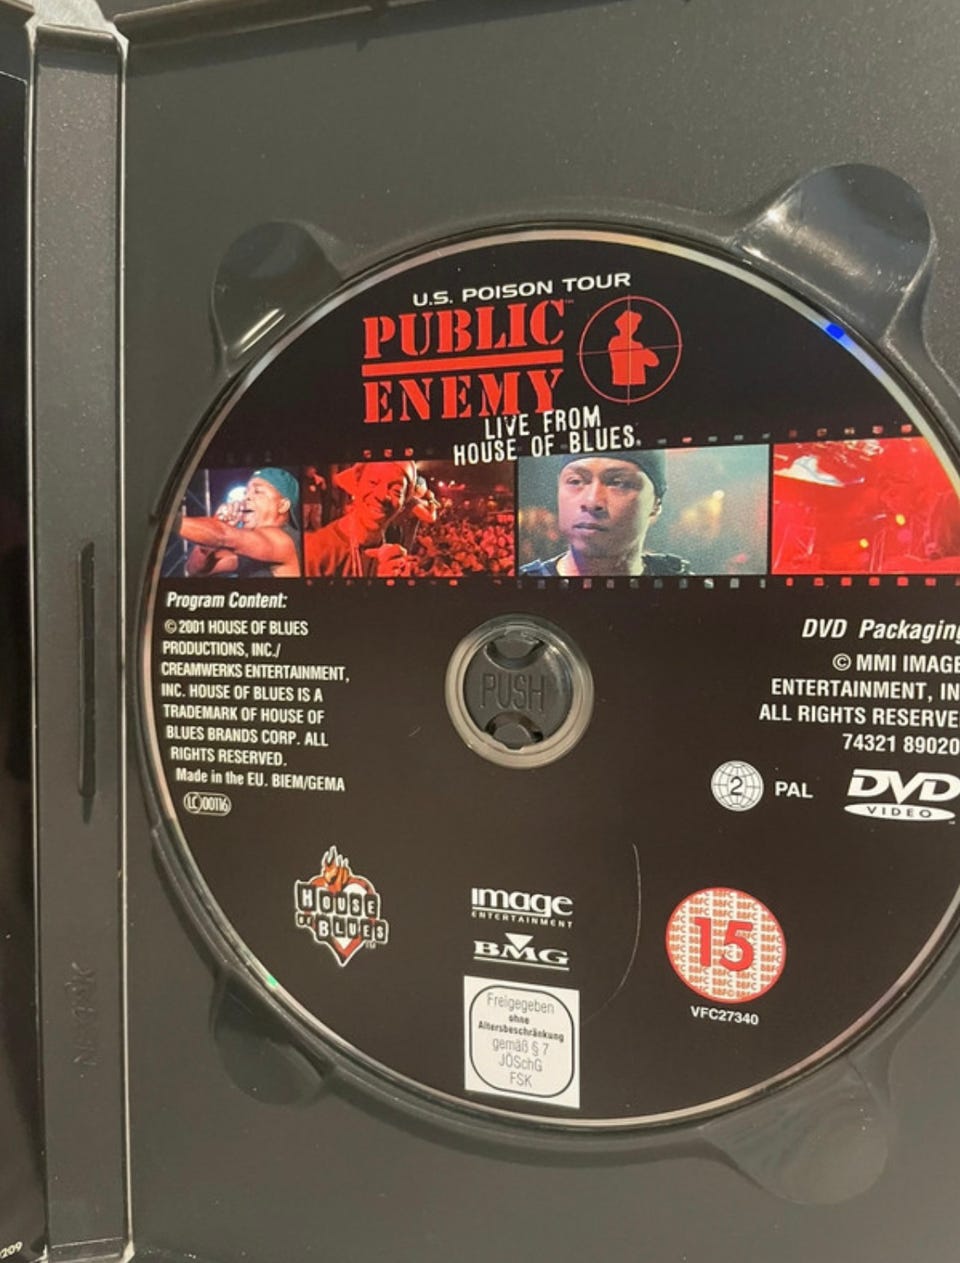 U.S. POISON TOUR
PUBLIC
ENEMY
LIVE FROM
HOUSE OF BLUES.
Program Content:
© 2001 HOUSE OF BLUES
PRODUCTIONS, INC./
CREAMWERKS ENTERTAINMENT,
INC. HOUSE OF BLUES IS A
TRADEMARK OF HOUSE OF
BLUES BRANDS CORP. ALL
RIGHTS RESERVED.
Made in the EU. BIEM/GEMA
LC 00116
PUSH
DVD Packaging
© MMI IMAGE
ENTERTAINMENT, IN
ALL RIGHTS RESERVE
74321 89020
2
PAL
DVD
VIDEO
HOUSE
OF
BLUES
TM
image
ENTERTAINMENT
BMG
Freigegeben
ohne
Altersbeschränkung
gemäß § 7
JÖSchG
FSK
15
BBFC
VFC27340
209